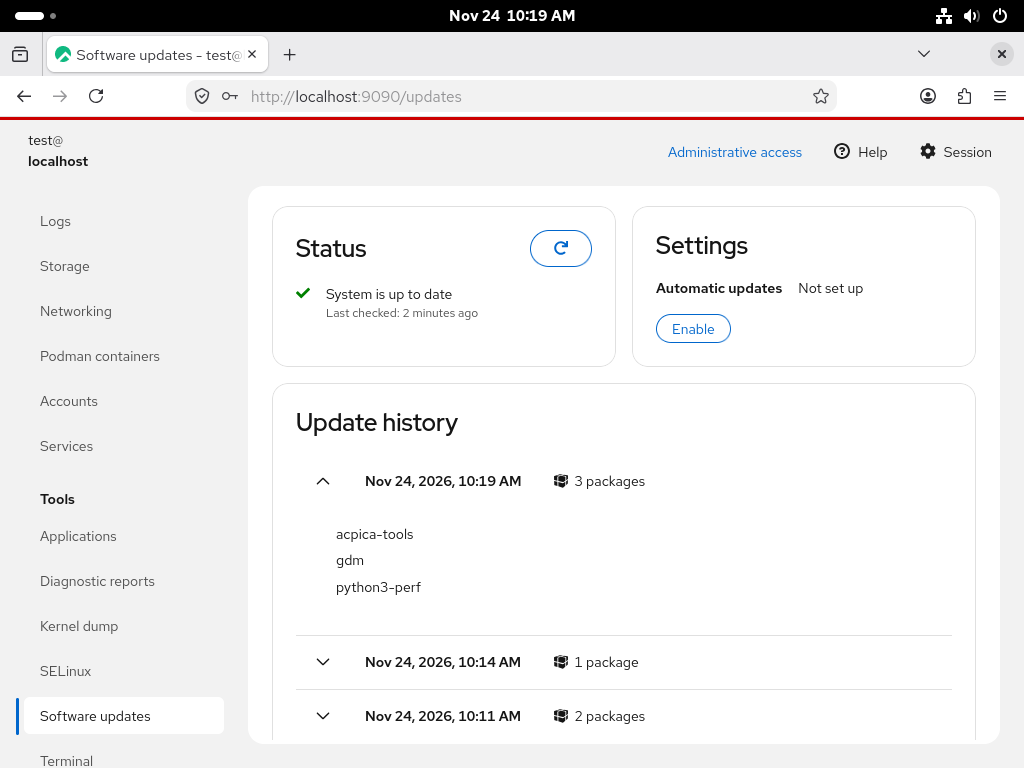 Nov 24 10:19 AM
Software updates - test@
http://localhost:9090/updates
test@
localhost
Administrative access
Help
Session
Logs
Storage
Networking
Podman containers
Accounts
Services
Tools
Applications
Diagnostic reports
Kernel dump
SELinux
Software updates
Terminal
Status
System is up to date
Last checked: 2 minutes ago
Settings
Automatic updates Not set up
Enable
Update history
Nov 24, 2026, 10:19 AM 3 packages
acpica-tools
gdm
python3-perf
Nov 24, 2026, 10:14 AM 1 package
Nov 24, 2026, 10:11 AM 2 packages